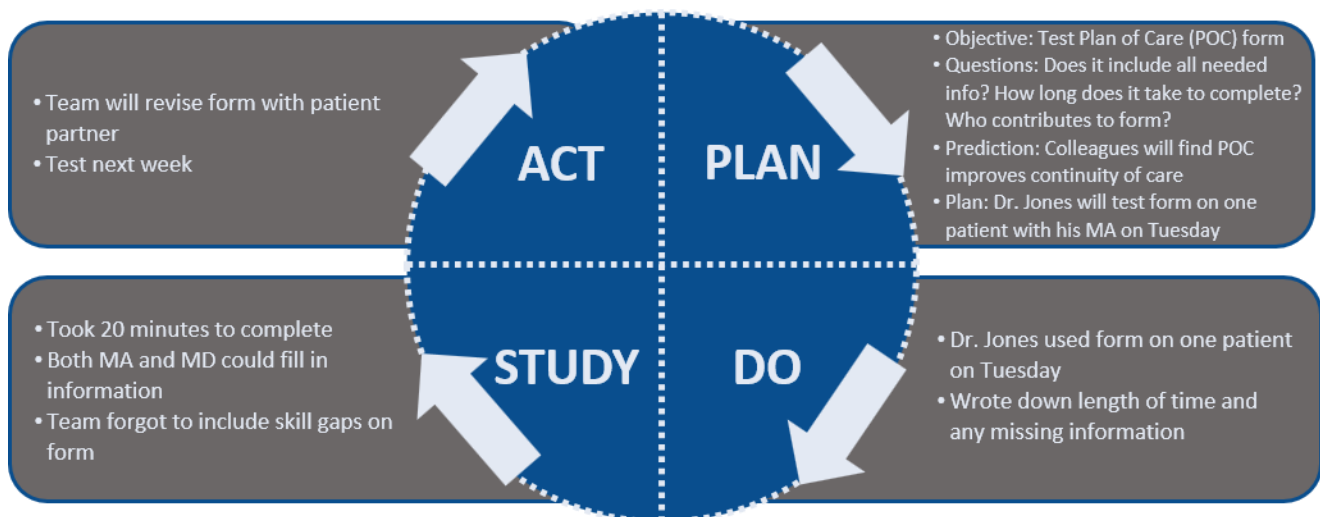 • Team will revise form with patient
partner
• Test next week
ACT
PLAN
• Objective: Test Plan of Care (POC) form
• Questions: Does it include all needed
info? How long does it take to complete?
Who contributes to form?
• Prediction: Colleagues will find POC
improves continuity of care
• Plan: Dr. Jones will test form on one
patient with his MA on Tuesday
• Took 20 minutes to complete
• Both MA and MD could fill in
information
• Team forgot to include skill gaps on
form
STUDY
DO
• Dr. Jones used form on one patient
on Tuesday
• Wrote down length of time and
any missing information